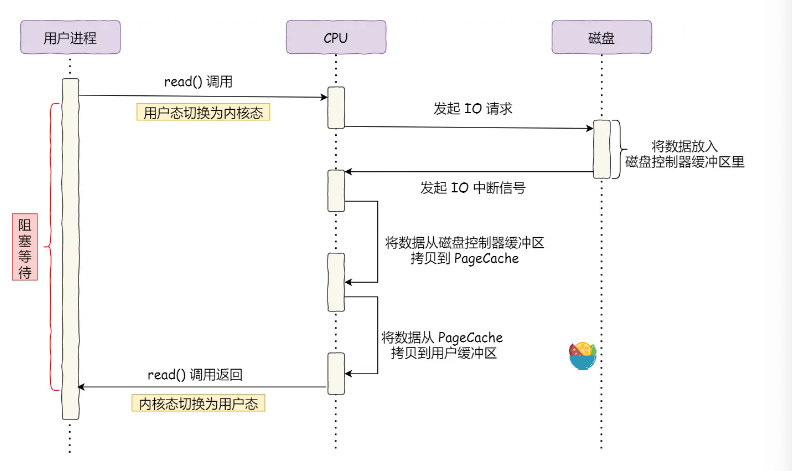 用户进程
CPU
磁盘
read() 调用
用户态切换为内核态
发起 IO 请求
将数据放入
磁盘控制器缓冲区里
发起 IO 中断信号
阻塞等待
将数据从磁盘控制器缓冲区
拷贝到 PageCache
将数据从 PageCache
拷贝到用户缓冲区
read() 调用返回
内核态切换为用户态